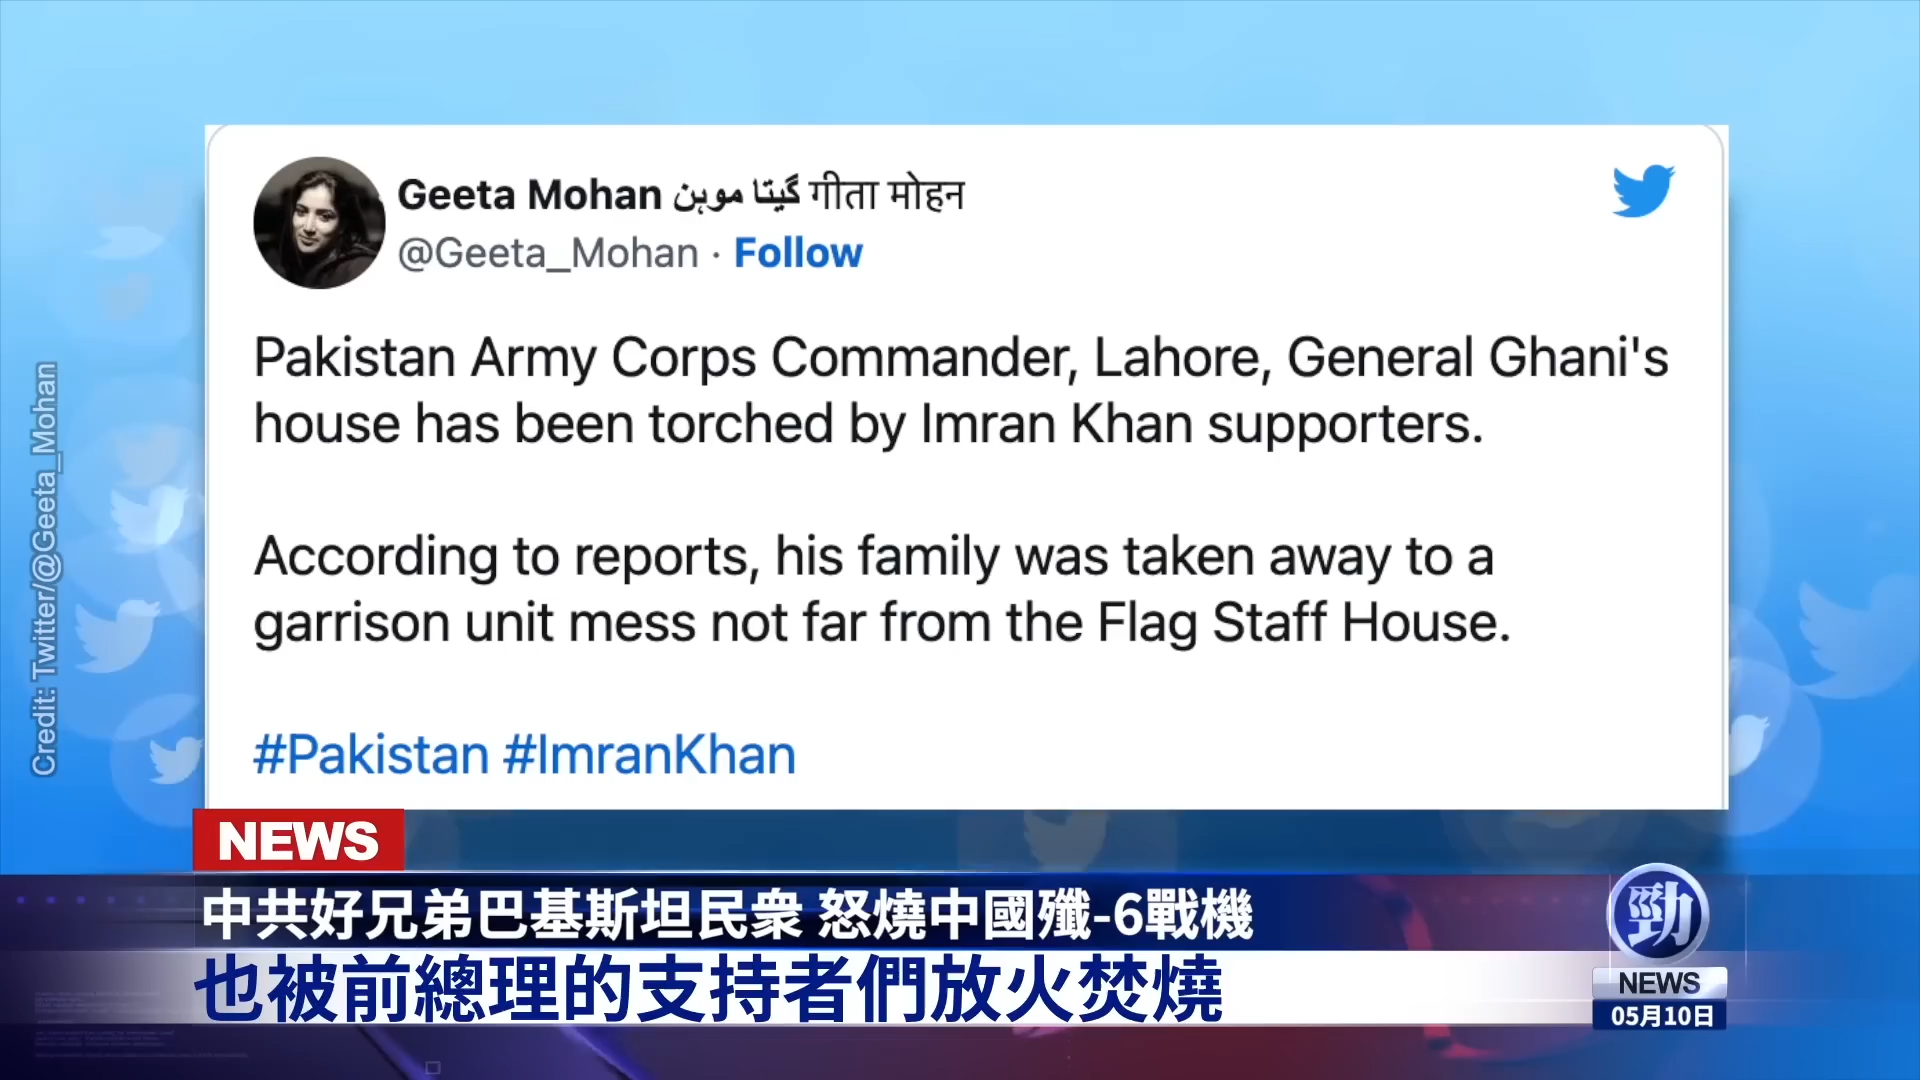 Geeta Mohan گیتا موہن गीता मोहन
@Geeta_Mohan · Follow
Pakistan Army Corps Commander, Lahore, General Ghani's
house has been torched by Imran Khan supporters.
According to reports, his family was taken away to a
garrison unit mess not far from the Flag Staff House.
#Pakistan #ImranKhan
Credit: Twitter/@Geeta_Mohan
NEWS
中共好兄弟巴基斯坦民衆 怒燒中國殲-6戰機
也被前總理的支持者們放火焚燒
勁
NEWS
05月10日